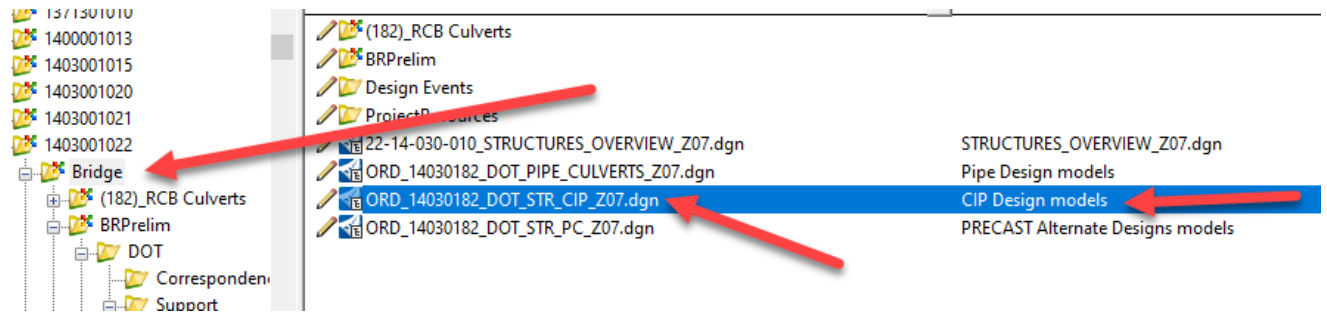 1371301010
1400001013
1403001015
1403001020
1403001021
1403001022
Bridge
(182)_RCB Culverts
BRPrelim
DOT
Support
(182)_RCB Culverts
BRPrelim
Design Events
ProjectResources
22-14-030-010_STRUCTURES_OVERVIEW_Z07.dgn STRUCTURES_OVERVIEW_Z07.dgn
ORD_14030182_DOT_PIPE_CULVERTS_Z07.dgn Pipe Design models
ORD_14030182_DOT_STR_CIP_Z07.dgn CIP Design models
ORD_14030182_DOT_STR_PC_Z07.dgn PRECAST Alternate Designs models